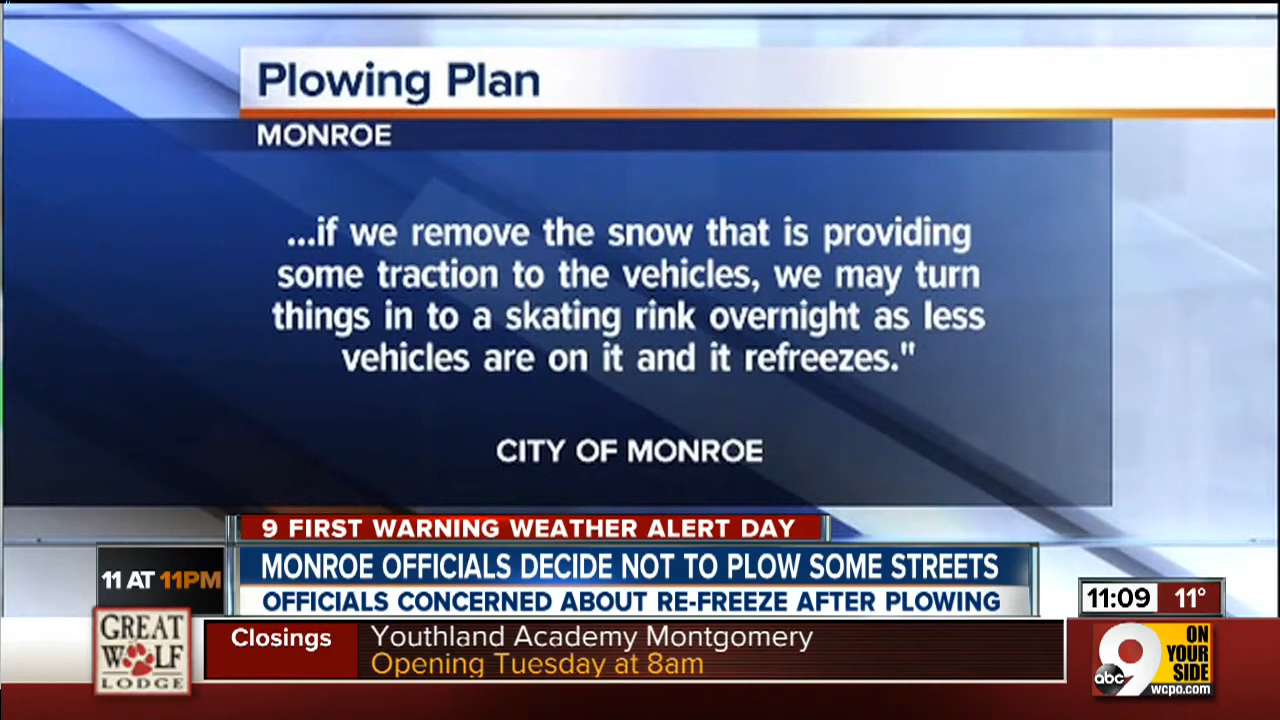 Plowing Plan
MONROE
...if we remove the snow that is providing
some traction to the vehicles, we may turn
things in to a skating rink overnight as less
vehicles are on it and it refreezes."
CITY OF MONROE
9 FIRST WARNING WEATHER ALERT DAY
11 AT 11PM
MONROE OFFICIALS DECIDE NOT TO PLOW SOME STREETS
OFFICIALS CONCERNED ABOUT RE-FREEZE AFTER PLOWING
11:09 11°
GREAT
WOLF
LODGE
Closings
Youthland Academy Montgomery
Opening Tuesday at 8am
abc 9
ON
YOUR
SIDE
wcpo.com